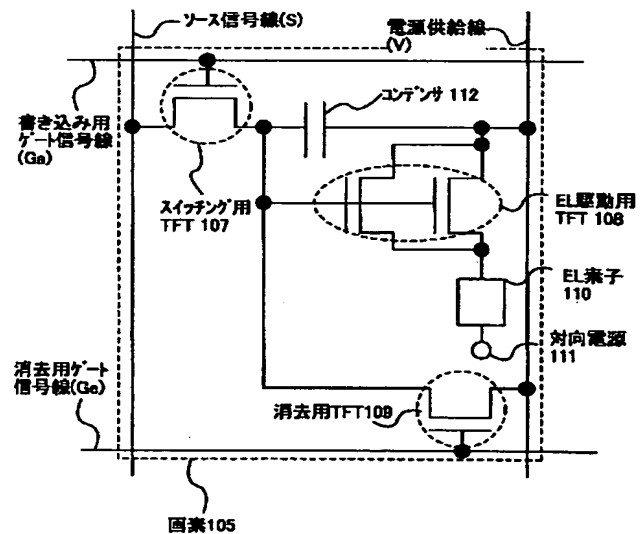 ソース信号線(S)
電源供給線
(V)
書き込み用
ゲート信号線
(Ga)
コンデンサ 112
スイッチング用
TFT 107
EL駆動用
TFT 108
EL素子
110
対向電源
111
消去用ゲート
信号線(Ge)
消去用TFT109
画素105